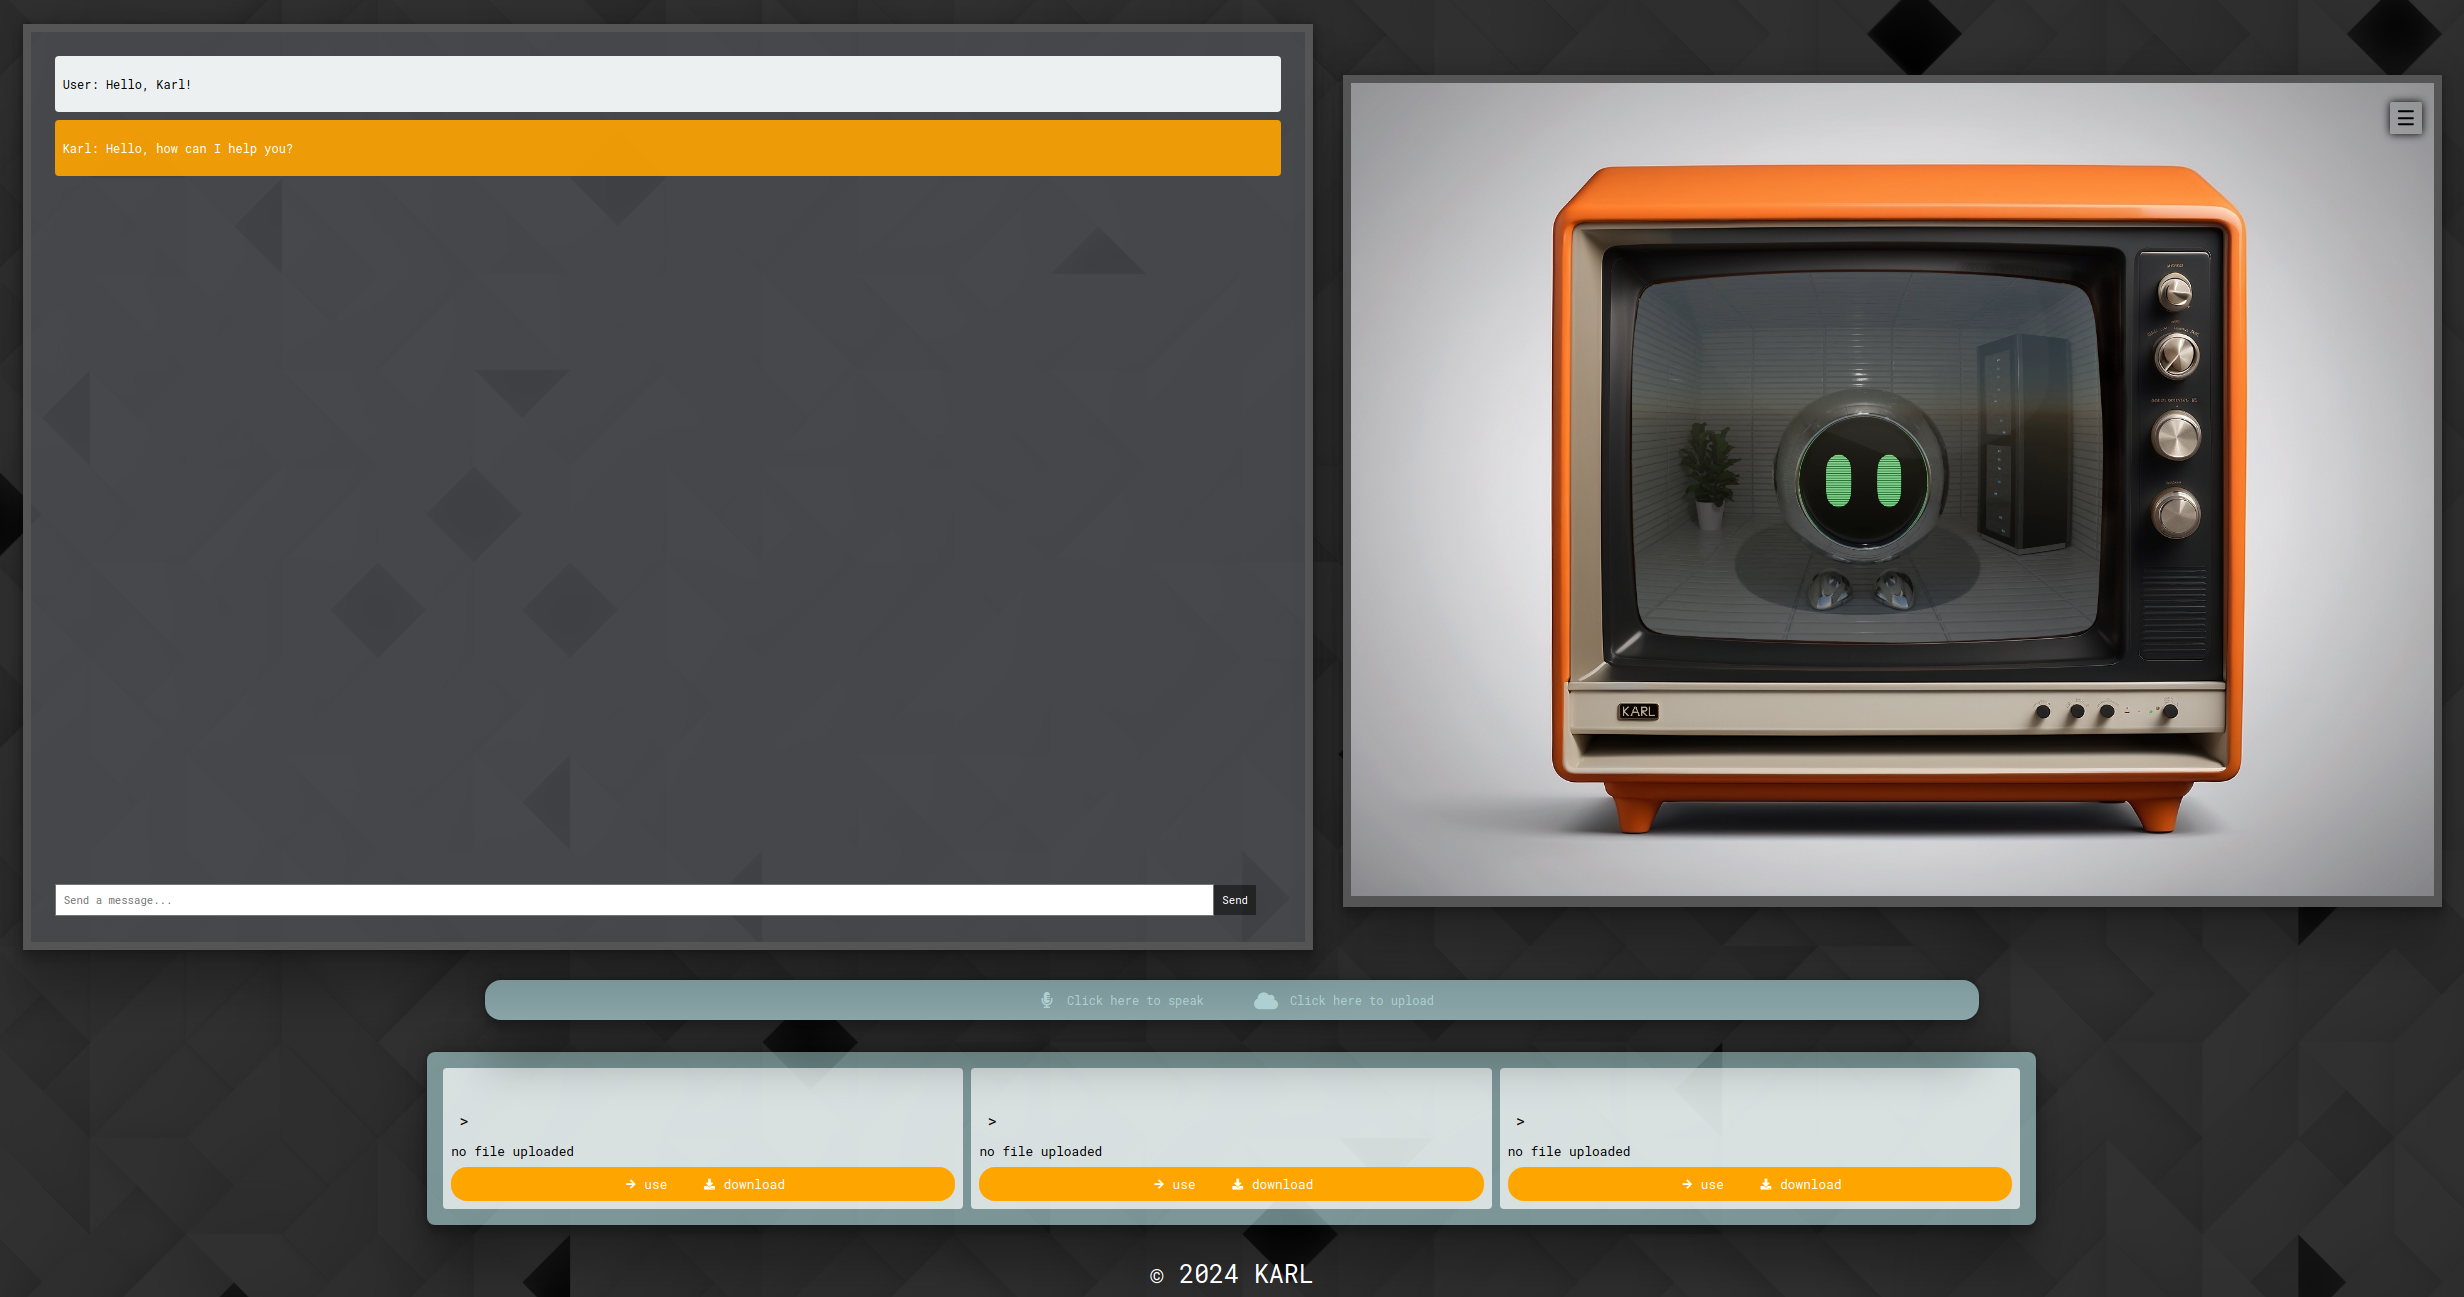 User: Hello, Karl!
Karl: Hello, how can I help you?
Send a message...
Send
KARL
Click here to speak
Click here to upload
>
no file uploaded
use
download
>
no file uploaded
use
download
>
no file uploaded
use
download
© 2024 KARL